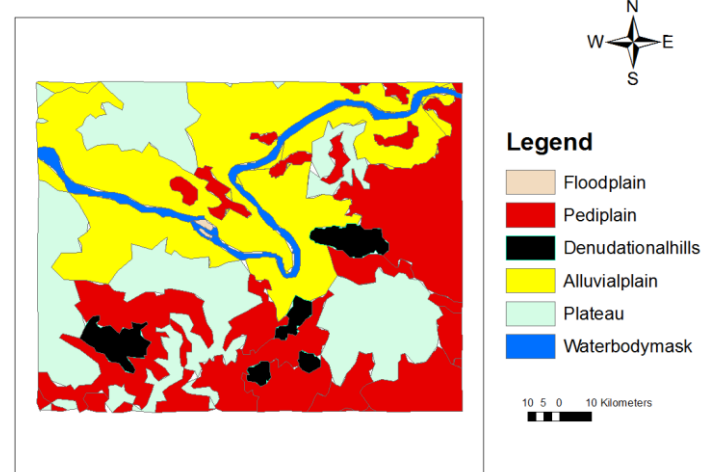 N
W E
S
Legend
Floodplain
Pediplain
Denudationalhills
Alluvialplain
Plateau
Waterbodymask
10 5 0 10 Kilometers